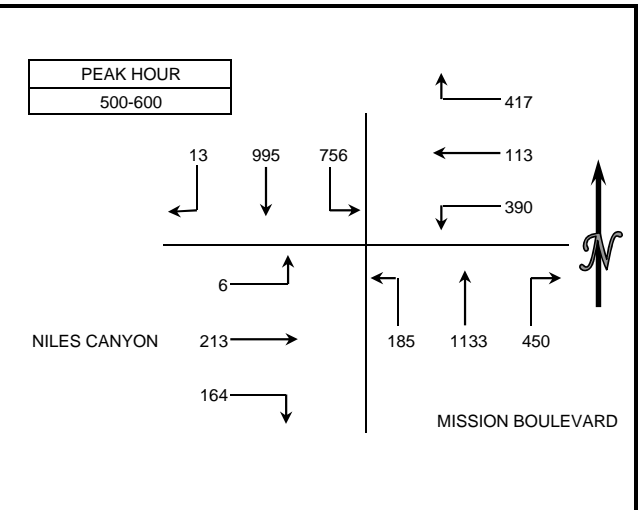 PEAK HOUR
500-600
417
13 995 756
113
390
N
6
NILES CANYON 213
185 1133 450
164
MISSION BOULEVARD